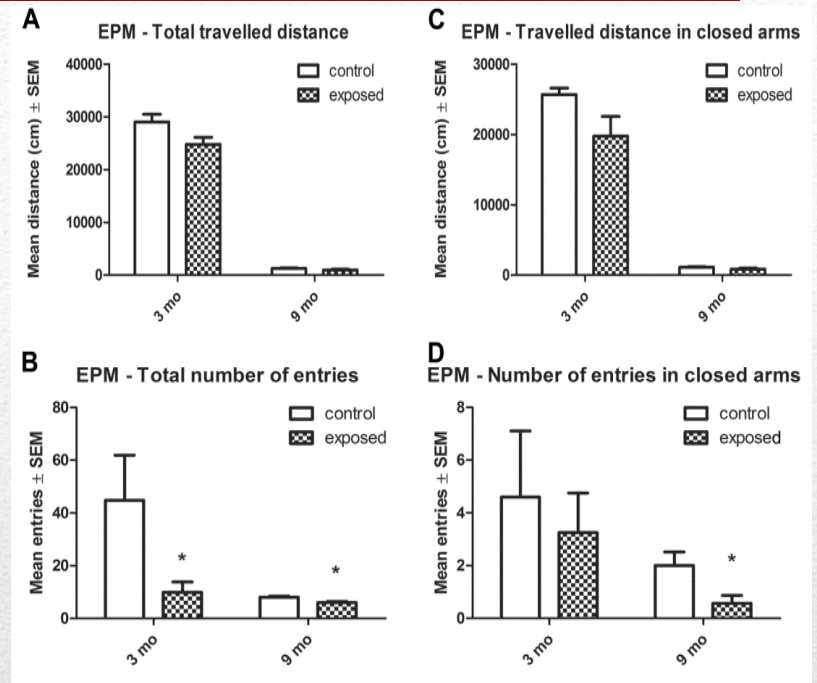 A
EPM - Total travelled distance
Mean distance (cm) ± SEM
40000
30000
20000
10000
0
control
exposed
3 mo
9 mo
C
EPM - Travelled distance in closed arms
Mean distance (cm) ± SEM
30000
20000
10000
0
control
exposed
3 mo
9 mo
B
EPM - Total number of entries
Mean entries ± SEM
80
60
40
20
0
control
exposed
*
*
3 mo
9 mo
D
EPM - Number of entries in closed arms
Mean entries ± SEM
8
6
4
2
0
control
exposed
*
3 mo
9 mo